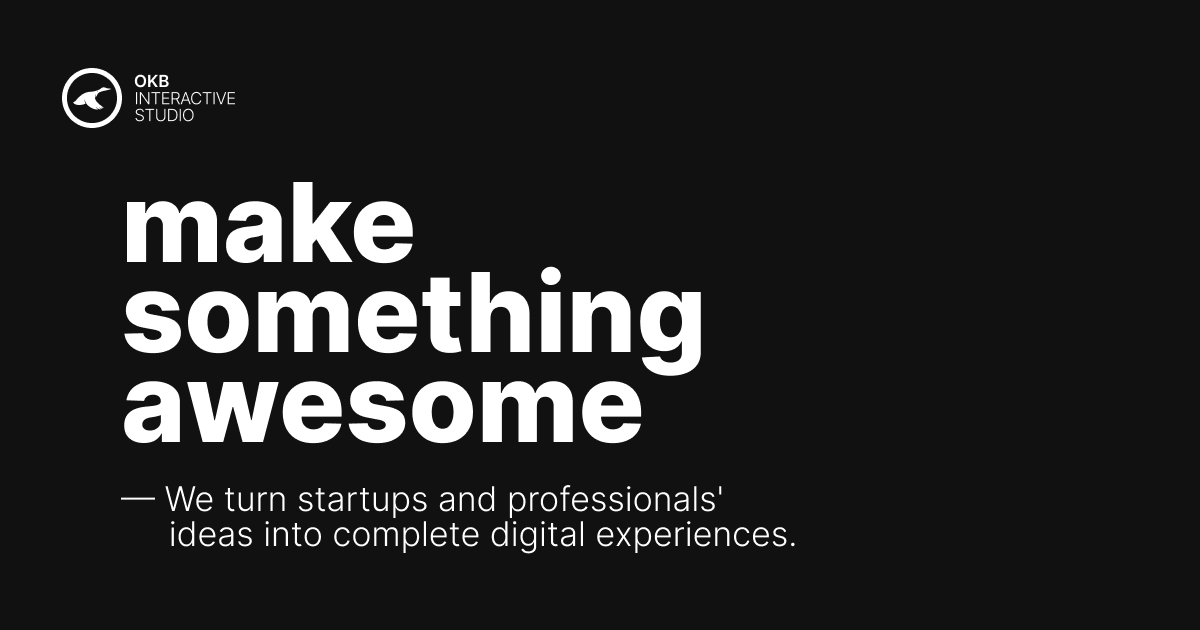 OKB
INTERACTIVE
STUDIO
make
something
awesome
— We turn startups and professionals'
ideas into complete digital experiences.